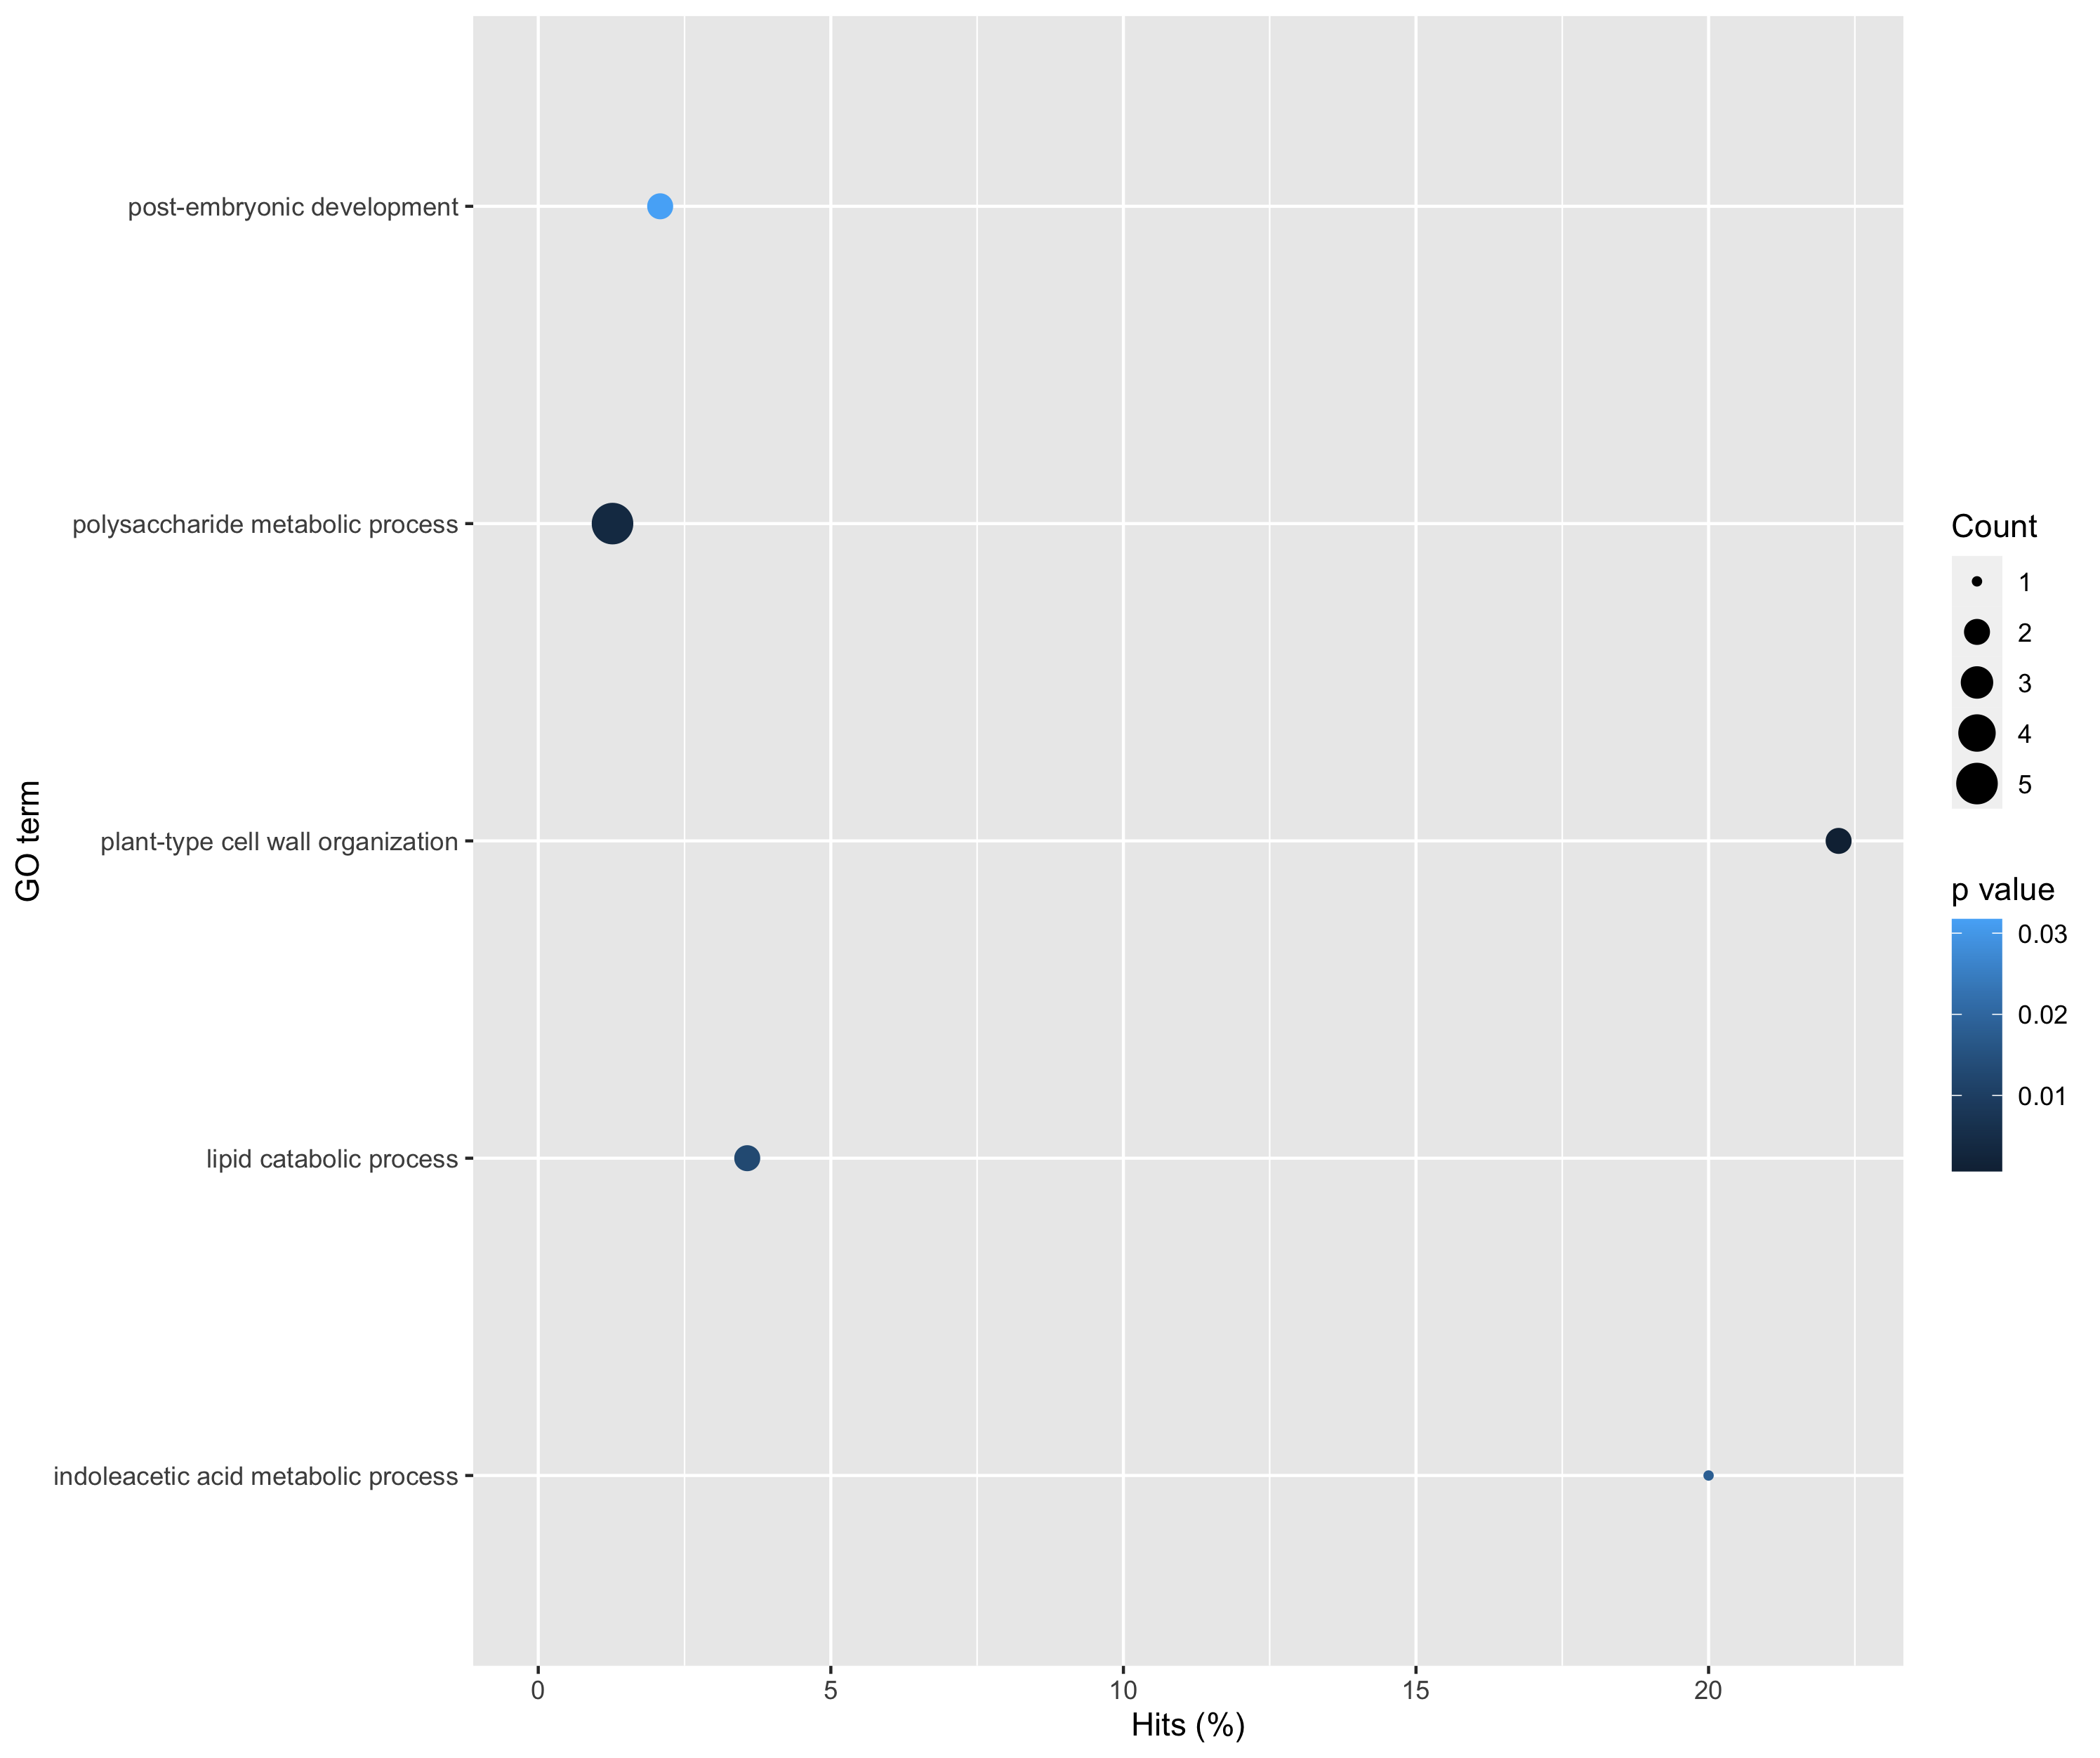 post-embryonic development
polysaccharide metabolic process
plant-type cell wall organization
lipid catabolic process
indoleacetic acid metabolic process
GO term
0 5 10 15 20
Hits (%)
Count
1
2
3
4
5
p value
0.03
0.02
0.01